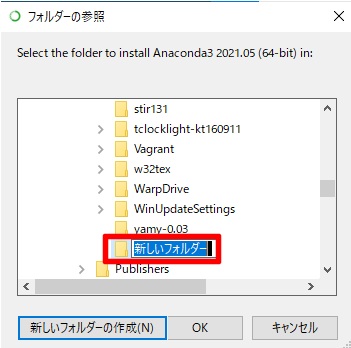 フォルダーの参照
Select the folder to install Anaconda3 2021.05 (64-bit) in:
stir131
tclocklight-kt160911
Vagrant
w32tex
WarpDrive
WinUpdateSettings
yamy-0.03
新しいフォルダー
Publishers
新しいフォルダーの作成(N)
OK
キャンセル